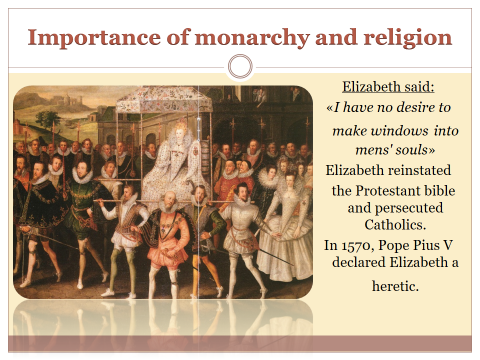 Importance of monarchy and religion
Elizabeth said:
«I have no desire to
make windows into
mens' souls»
Elizabeth reinstated
the Protestant bible
and persecuted
Catholics.
In 1570, Pope Pius V
declared Elizabeth a
heretic.